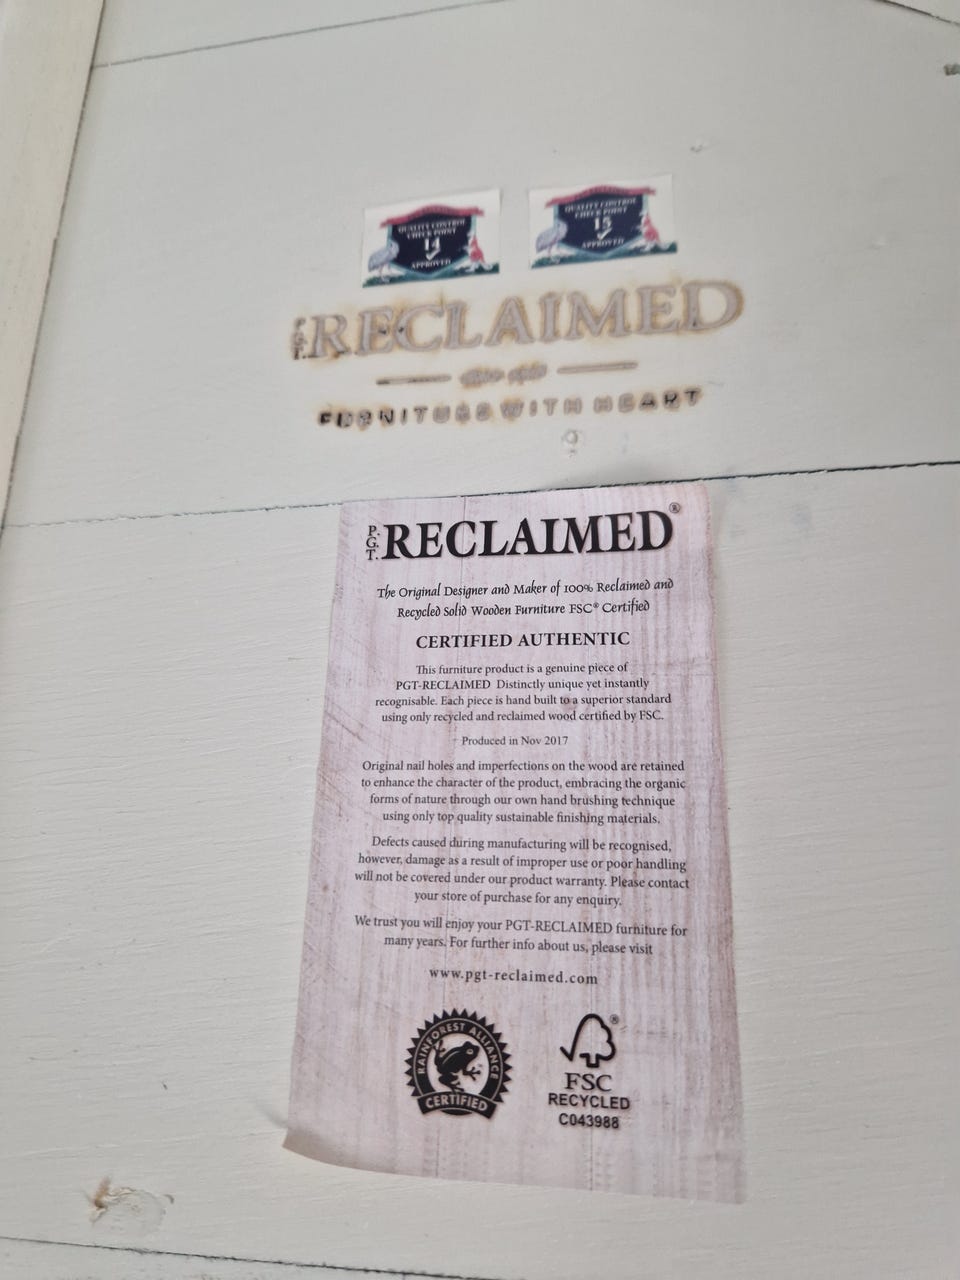 QUALITY CONTROL
CHECK POINT
14
APPROVED
QUALITY CONTROL
CHECK POINT
15
APPROVED
P.G.T. RECLAIMED
FURNITURE WITH HEART
P.G.T. RECLAIMED®
The Original Designer and Maker of 100% Reclaimed and
Recycled Solid Wooden Furniture FSC® Certified
CERTIFIED AUTHENTIC
This furniture product is a genuine piece of
PGT-RECLAIMED Distinctly unique yet instantly
recognisable. Each piece is hand built to a superior standard
using only recycled and reclaimed wood certified by FSC.
Produced in Nov 2017
Original nail holes and imperfections on the wood are retained
to enhance the character of the product, embracing the organic
forms of nature through our own hand brushing technique
using only top quality sustainable finishing materials.
Defects caused during manufacturing will be recognised,
however, damage as a result of improper use or poor handling
will not be covered under our product warranty. Please contact
your store of purchase for any enquiry.
We trust you will enjoy your PGT-RECLAIMED furniture for
many years. For further info about us, please visit
www.pgt-reclaimed.com
RAINFOREST ALLIANCE
CERTIFIED
®
FSC
RECYCLED
C043988